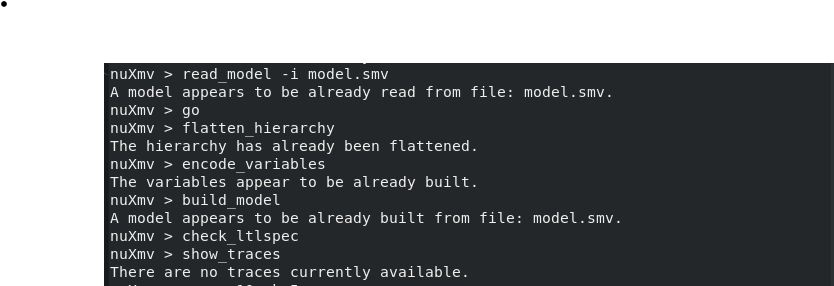 nuXmv > read_model -i model.smv
A model appears to be already read from file: model.smv.
nuXmv > go
nuXmv > flatten_hierarchy
The hierarchy has already been flattened.
nuXmv > encode_variables
The variables appear to be already built.
nuXmv > build_model
A model appears to be already built from file: model.smv.
nuXmv > check_ltlspec
nuXmv > show_traces
There are no traces currently available.